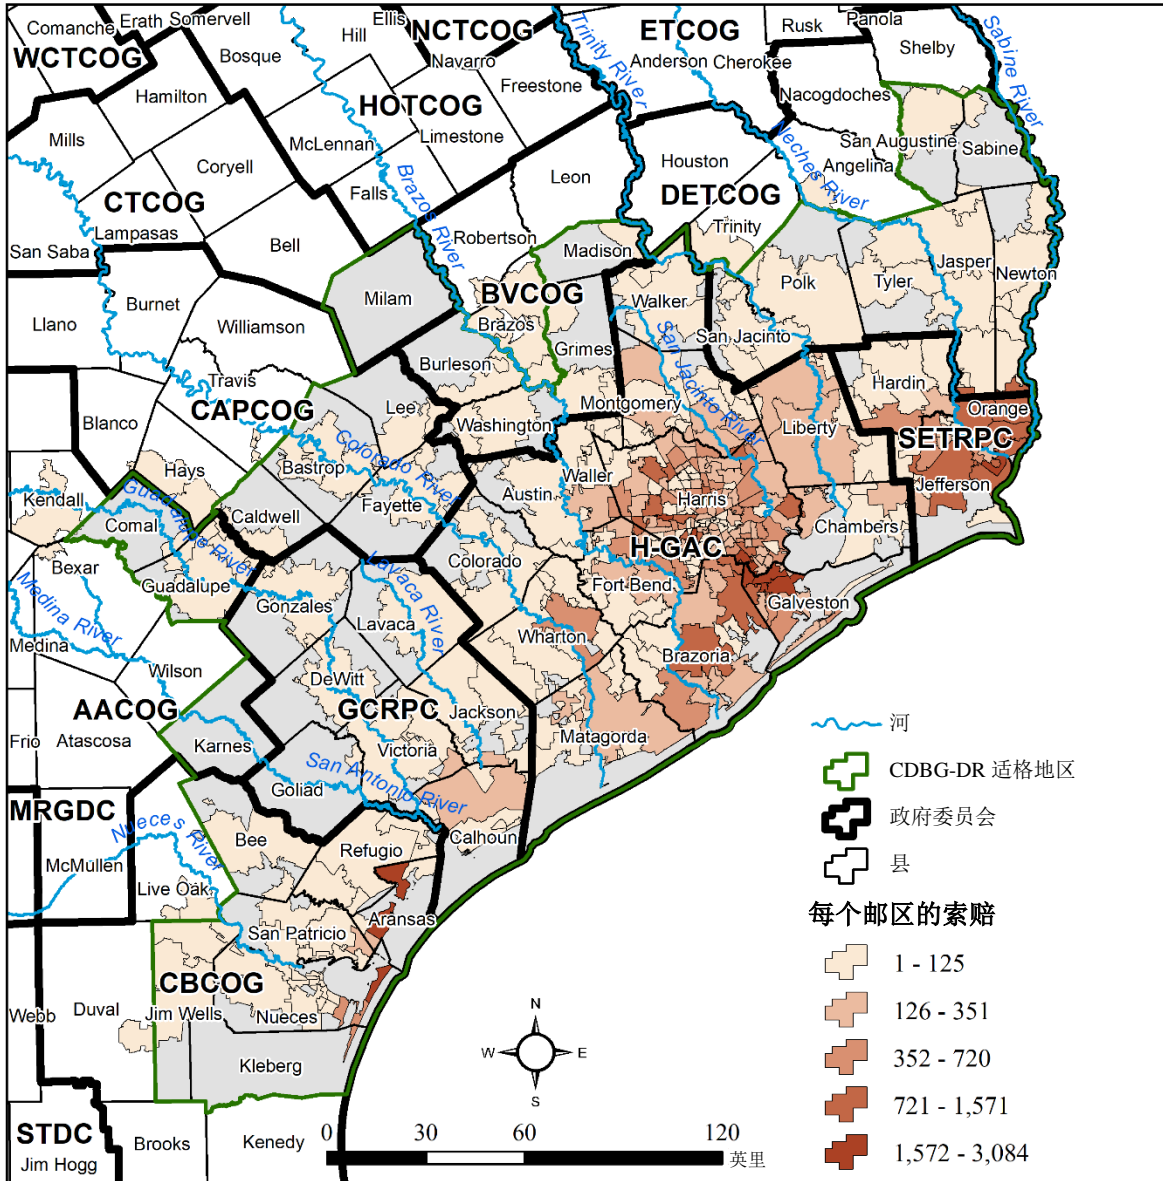 Comanche
Erath
Somervell
Ellis
Hill
NCTCOG
Navarro
Trinity River
ETCOG
Anderson
Cherokee
Rusk
Panola
Shelby
Sabine River
WCTCOG
Bosque
Hamilton
HOTCOG
Freestone
Limestone
McLennan
Nacogdoches
San Augustine
Sabine
Angelina
Neches River
Mills
Coryell
Falls
Brazos River
Leon
Houston
DETCOG
Trinity
CTCOG
Lampasas
San Saba
Bell
Robertson
Madison
Milam
BVCOG
Brazos
Walker
Polk
Tyler
Jasper
Newton
Burnet
Llano
Williamson
Burleson
Grimes
San Jacinto
San Jacinto River
Hardin
Travis
CAPCOG
Lee
Washington
Montgomery
Liberty
Orange
SETRPC
Jefferson
Blanco
Hays
Bastrop
Colorado River
Fayette
Austin
Waller
Harris
Chambers
Kendall
Guadalupe River
Comal
Caldwell
H-GAC
Bexar
Guadalupe
Lavaca River
Colorado
Fort Bend
Galveston
Medina River
Gonzales
Lavaca
Wharton
Brazoria
Medina
Wilson
DeWitt
AACOG
GCRPC
Jackson
Frio
Atascosa
Karnes
Victoria
Matagorda
Goliad
San Antonio River
MRGDC
Nueces River
Bee
Refugio
Calhoun
McMullen
Live Oak
Aransas
San Patricio
CBCOG
Webb
Duval
Jim Wells
Nueces
Kleberg
STDC
Jim Hogg
Brooks
Kenedy
河
CDBG-DR 适格地区
政府委员会
县
每个邮区的索赔
1 - 125
126 - 351
352 - 720
721 - 1,571
1,572 - 3,084
N
W E
S
0 30 60 120
英里